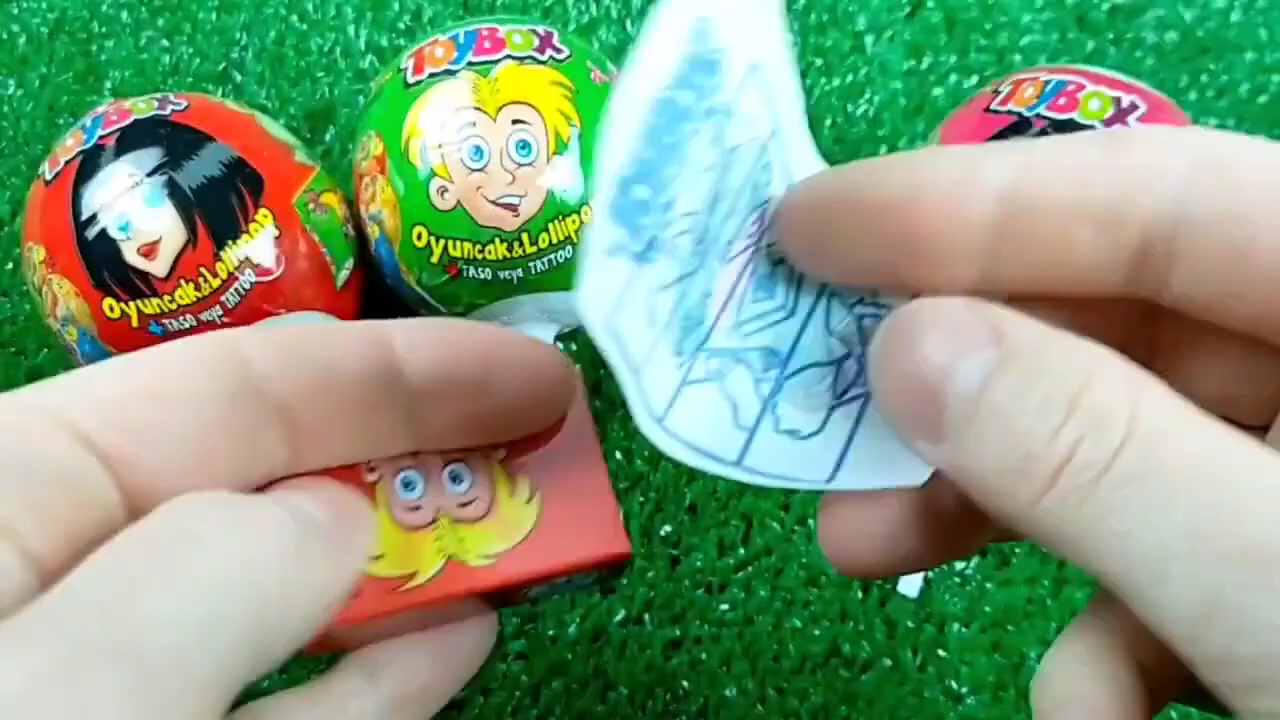 TOYBOX
Oyuncak&Lollipop
+ TASO veya TATTOO
TOYBOX
Oyuncak&Lollipo
+ TASO veya TATTOO
TOYBOX